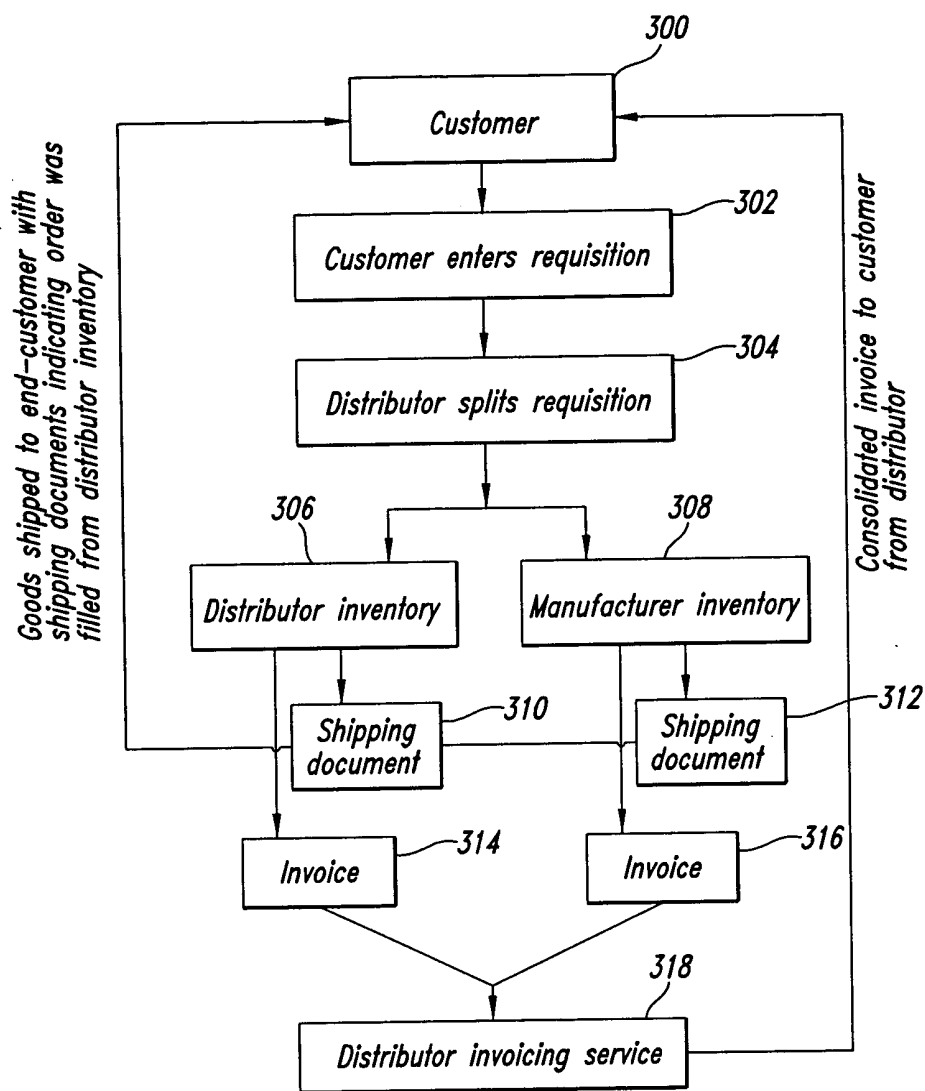 300
Customer
302
Customer enters requisition
304
Distributor splits requisition
306
308
Distributor inventory
Manufacturer inventory
310
312
Shipping
document
Shipping
document
314
316
Invoice
Invoice
318
Distributor invoicing service
Goods shipped to end-customer with
shipping documents indicating order was
filled from distributor inventory
Consolidated invoice to customer
from distributor